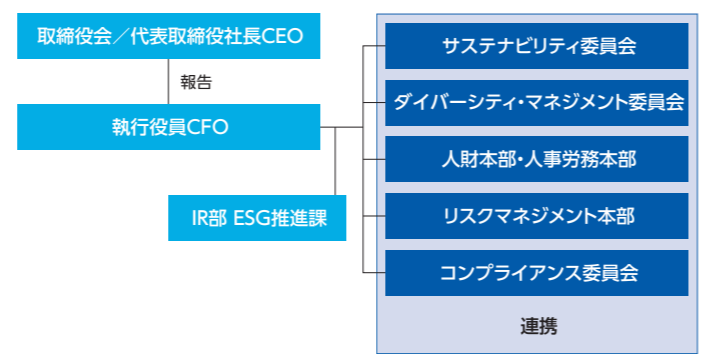 取締役会／代表取締役社長CEO
報告
執行役員CFO
IR部 ESG推進課
サステナビリティ委員会
ダイバーシティ・マネジメント委員会
人財本部・人事労務本部
リスクマネジメント本部
コンプライアンス委員会
連携